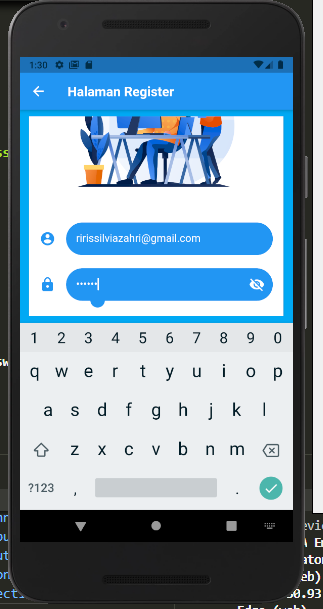 1:30
Halaman Register
ririssilviazahri@gmail.com
••••••
1 2 3 4 5 6 7 8 9 0
q w e r t y u i o p
a s d f g h j k l
z x c v b n m
?123 , .